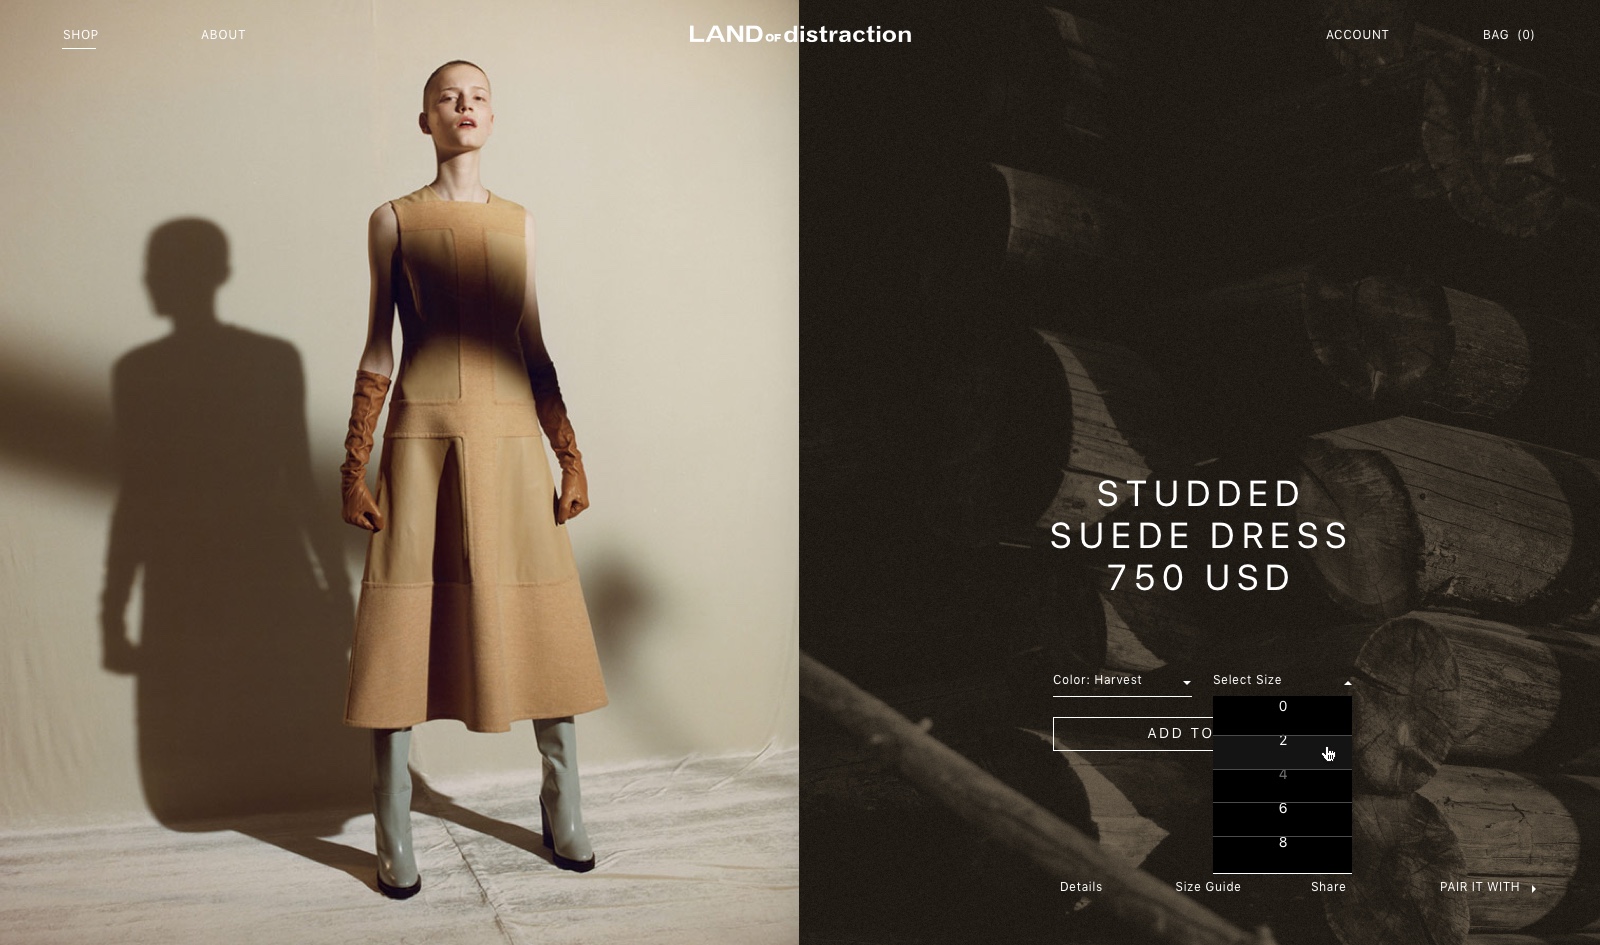 SHOP
ABOUT
LAND OF distraction
ACCOUNT
BAG (0)
STUDDED
SUEDE DRESS
750 USD
Color: Harvest
Select Size
0
ADD TO
2
4
6
8
Details
Size Guide
Share
PAIR IT WITH